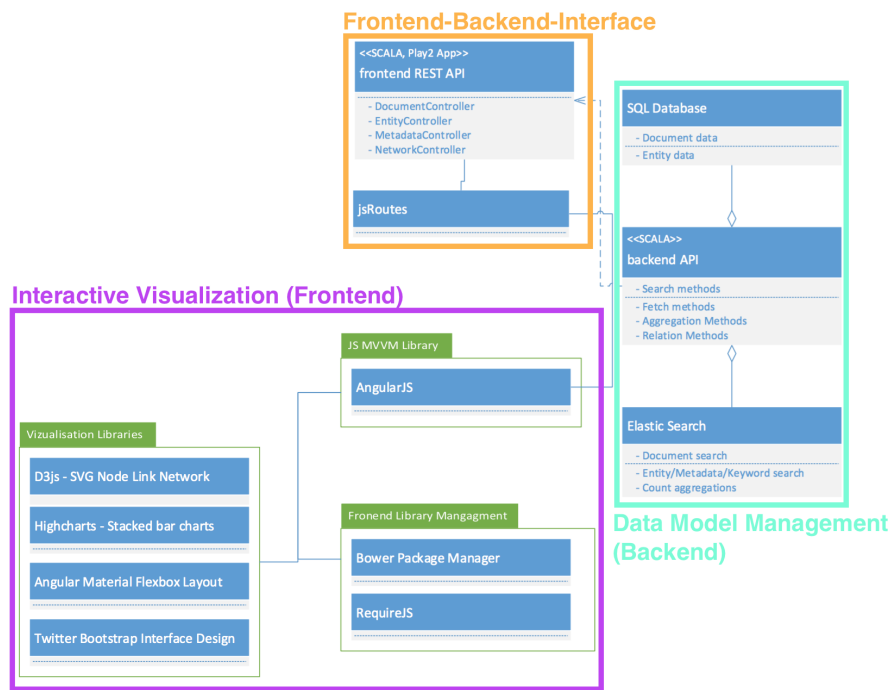 Frontend-Backend-Interface
<<SCALA, Play2 App>>
frontend REST API
- DocumentController
- EntityController
- MetadataController
- NetworkController
jsRoutes
SQL Database
- Document data
- Entity data
<<SCALA>>
backend API
- Search methods
- Fetch methods
- Aggregation Methods
- Relation Methods
Elastic Search
- Document search
- Entity/Metadata/Keyword search
- Count aggregations
Data Model Management
(Backend)
Interactive Visualization (Frontend)
JS MVVM Library
AngularJS
Vizualisation Libraries
D3js - SVG Node Link Network
Highcharts - Stacked bar charts
Angular Material Flexbox Layout
Twitter Bootstrap Interface Design
Fronend Library Mangagment
Bower Package Manager
RequireJS